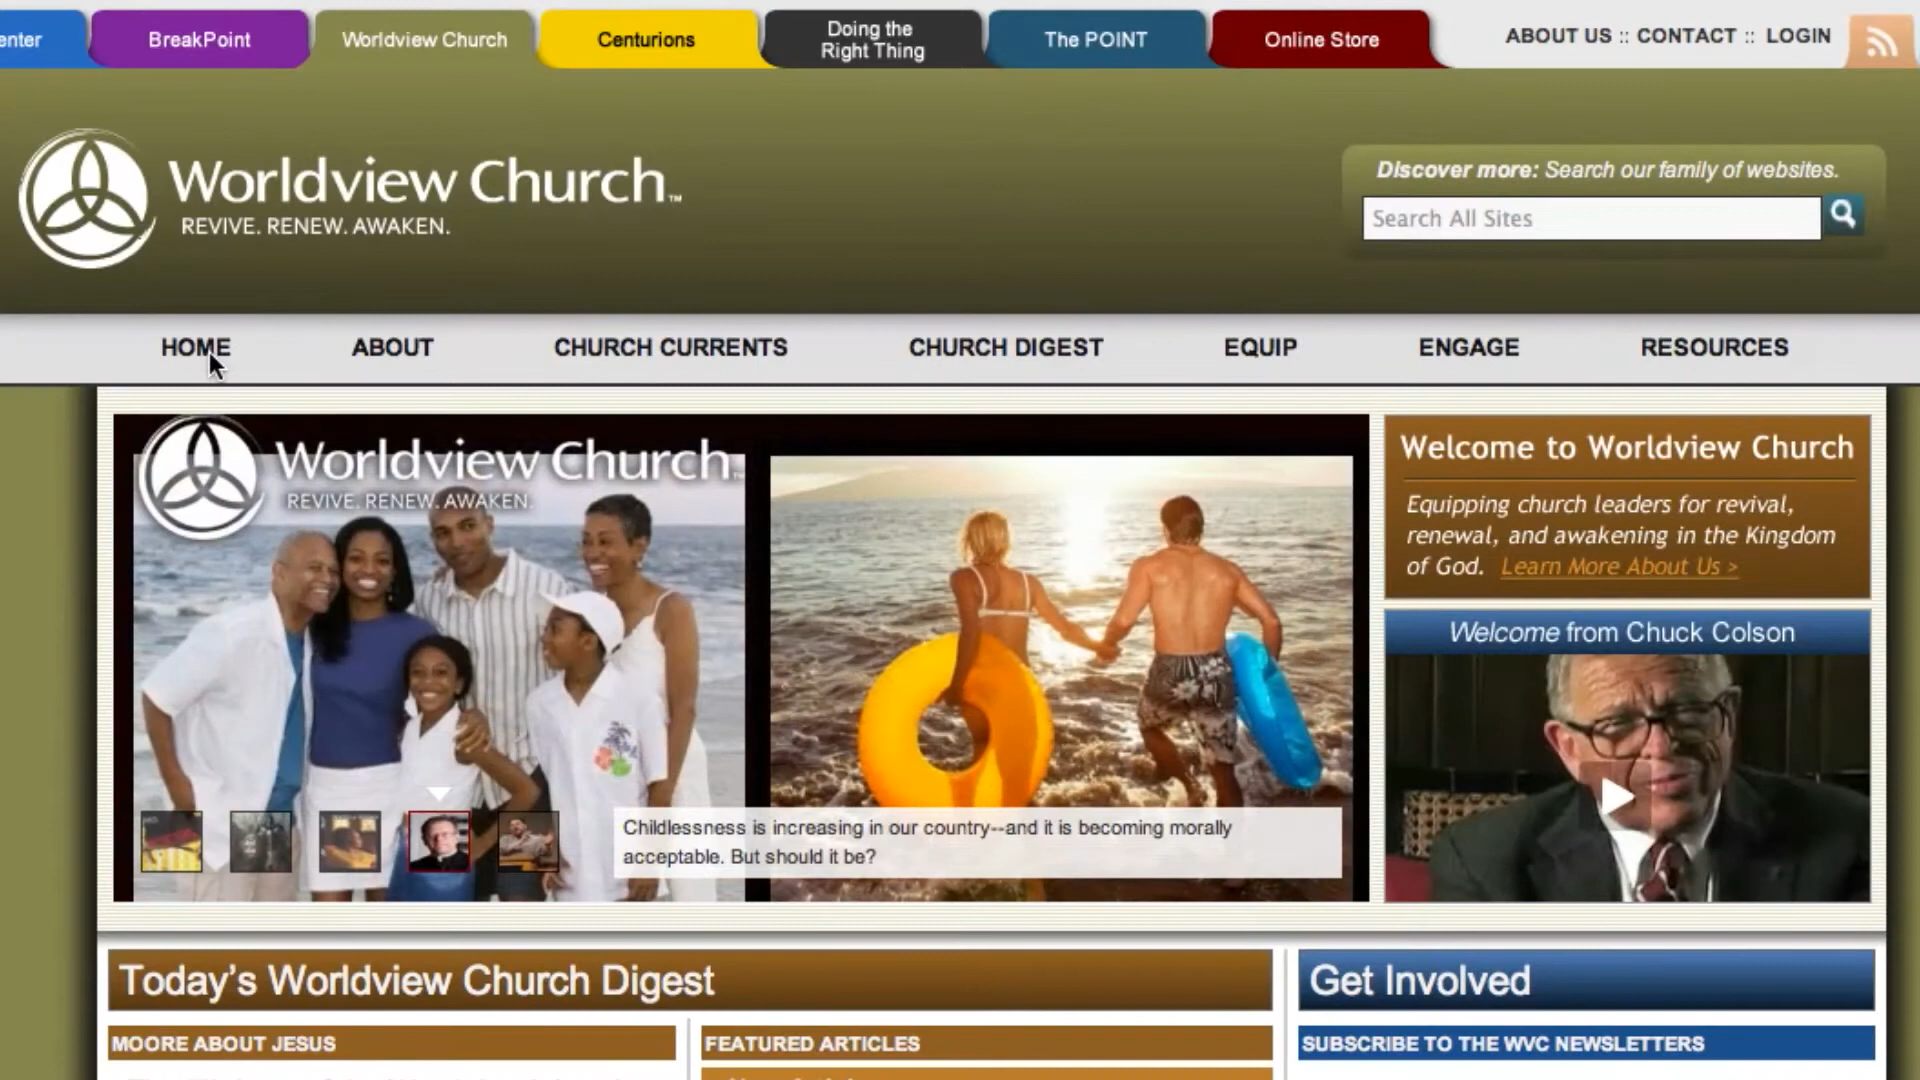 enter
BreakPoint
Worldview Church
Centurions
Doing the
Right Thing
The POINT
Online Store
ABOUT US :: CONTACT :: LOGIN
Worldview Church™
REVIVE. RENEW. AWAKEN.
Discover more: Search our family of websites.
Search All Sites
HOME
ABOUT
CHURCH CURRENTS
CHURCH DIGEST
EQUIP
ENGAGE
RESOURCES
Worldview Church™
REVIVE. RENEW. AWAKEN.
Childlessness is increasing in our country--and it is becoming morally
acceptable. But should it be?
Welcome to Worldview Church
Equipping church leaders for revival,
renewal, and awakening in the Kingdom
of God. Learn More About Us >
Welcome from Chuck Colson
Today's Worldview Church Digest
Get Involved
MOORE ABOUT JESUS
FEATURED ARTICLES
SUBSCRIBE TO THE WVC NEWSLETTERS